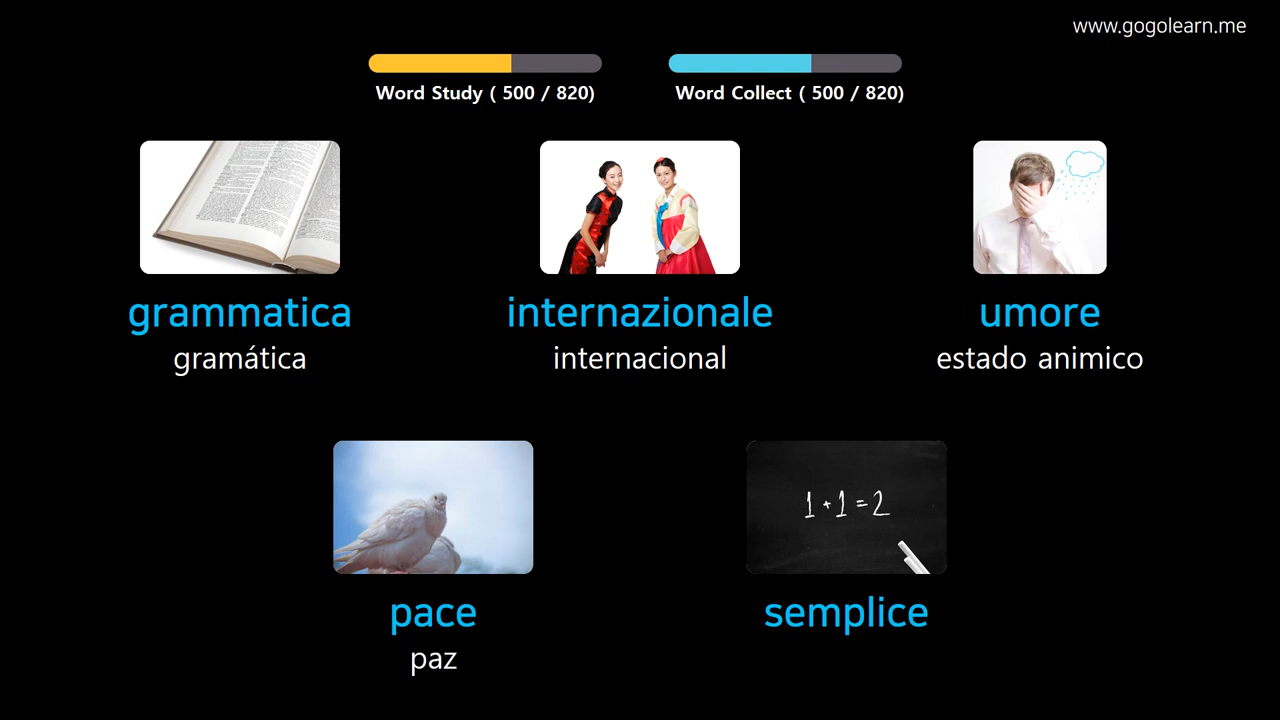 www.gogolearn.me
Word Study ( 500 / 820)
Word Collect ( 500 / 820)
grammatica
gramática
internazionale
internacional
umore
estado animico
1+1=2
pace
paz
semplice